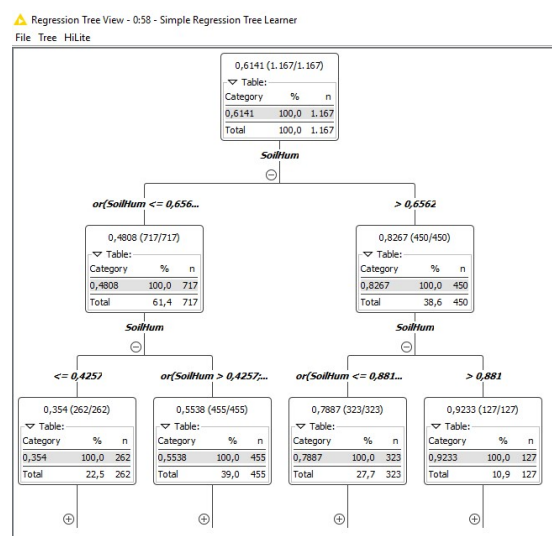 Regression Tree View - 0:58 - Simple Regression Tree Learner
File Tree HiLite
0,6141 (1.167/1.167)
Table:
Category % n
0,6141 100,0 1.167
Total 100,0 1.167
SoilHum
or(SoilHum <= 0,656... > 0,6562
0,4808 (717/717)
Table:
Category % n
0,4808 100,0 717
Total 61,4 717
SoilHum
0,8267 (450/450)
Table:
Category % n
0,8267 100,0 450
Total 38,6 450
SoilHum
<= 0,4257 or(SoilHum > 0,4257;... or(SoilHum <= 0,881... > 0,881
0,354 (262/262)
Table:
Category % n
0,354 100,0 262
Total 22,5 262
0,5538 (455/455)
Table:
Category % n
0,5538 100,0 455
Total 39,0 455
0,7887 (323/323)
Table:
Category % n
0,7887 100,0 323
Total 27,7 323
0,9233 (127/127)
Table:
Category % n
0,9233 100,0 127
Total 10,9 127